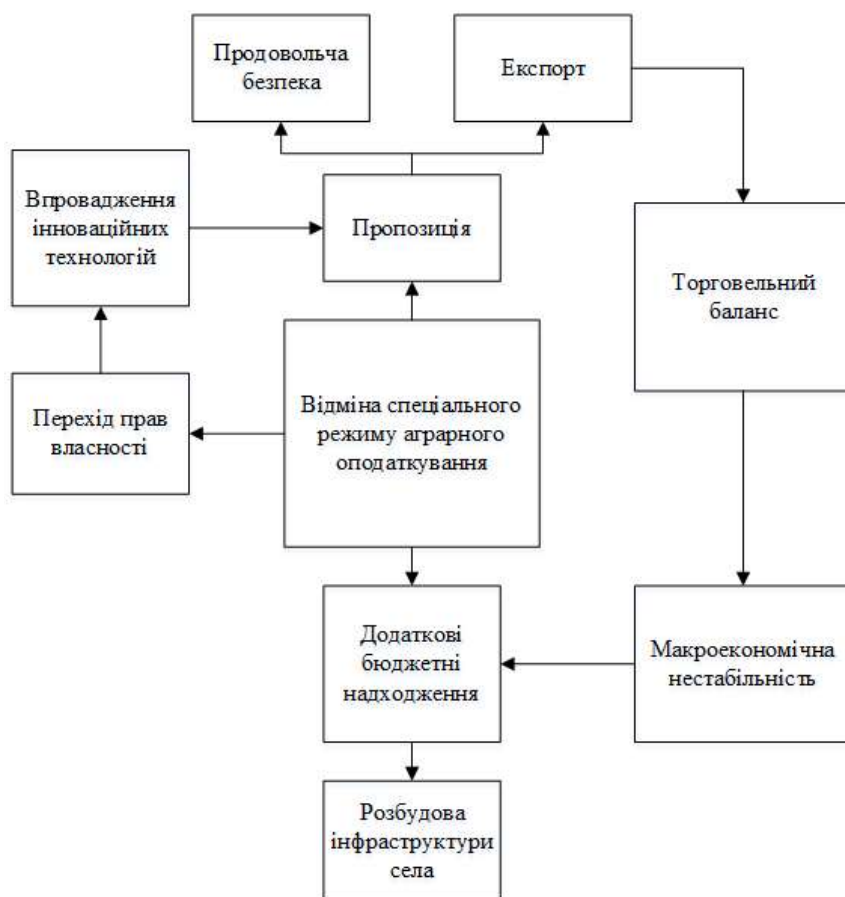 Продовольча
безпека
Експорт
Впровадження
інноваційних
технологій
Пропозиція
Торговельний
баланс
Перехід прав
власності
Відміна спеціального
режиму аграрного
оподаткування
Додаткові
бюджетні
надходження
Макроекономічна
нестабільність
Розбудова
інфраструктури
села